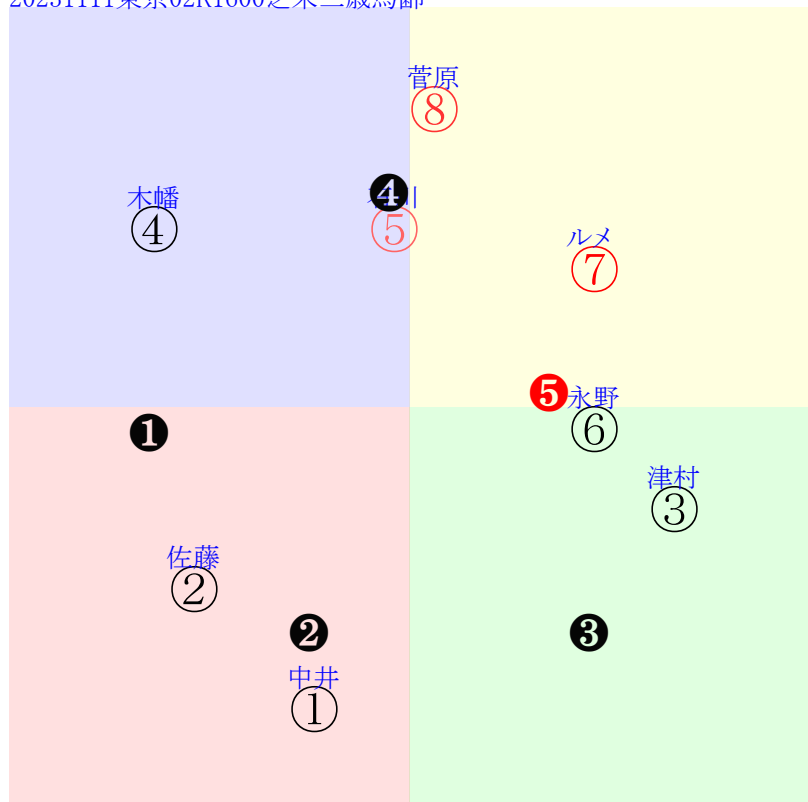 菅原
⑧
❹
木幡
川
④
⑤
ルメ
⑦
❺
永野
❶
⑥
津村
③
佐藤
②
❷
❸
中井
①